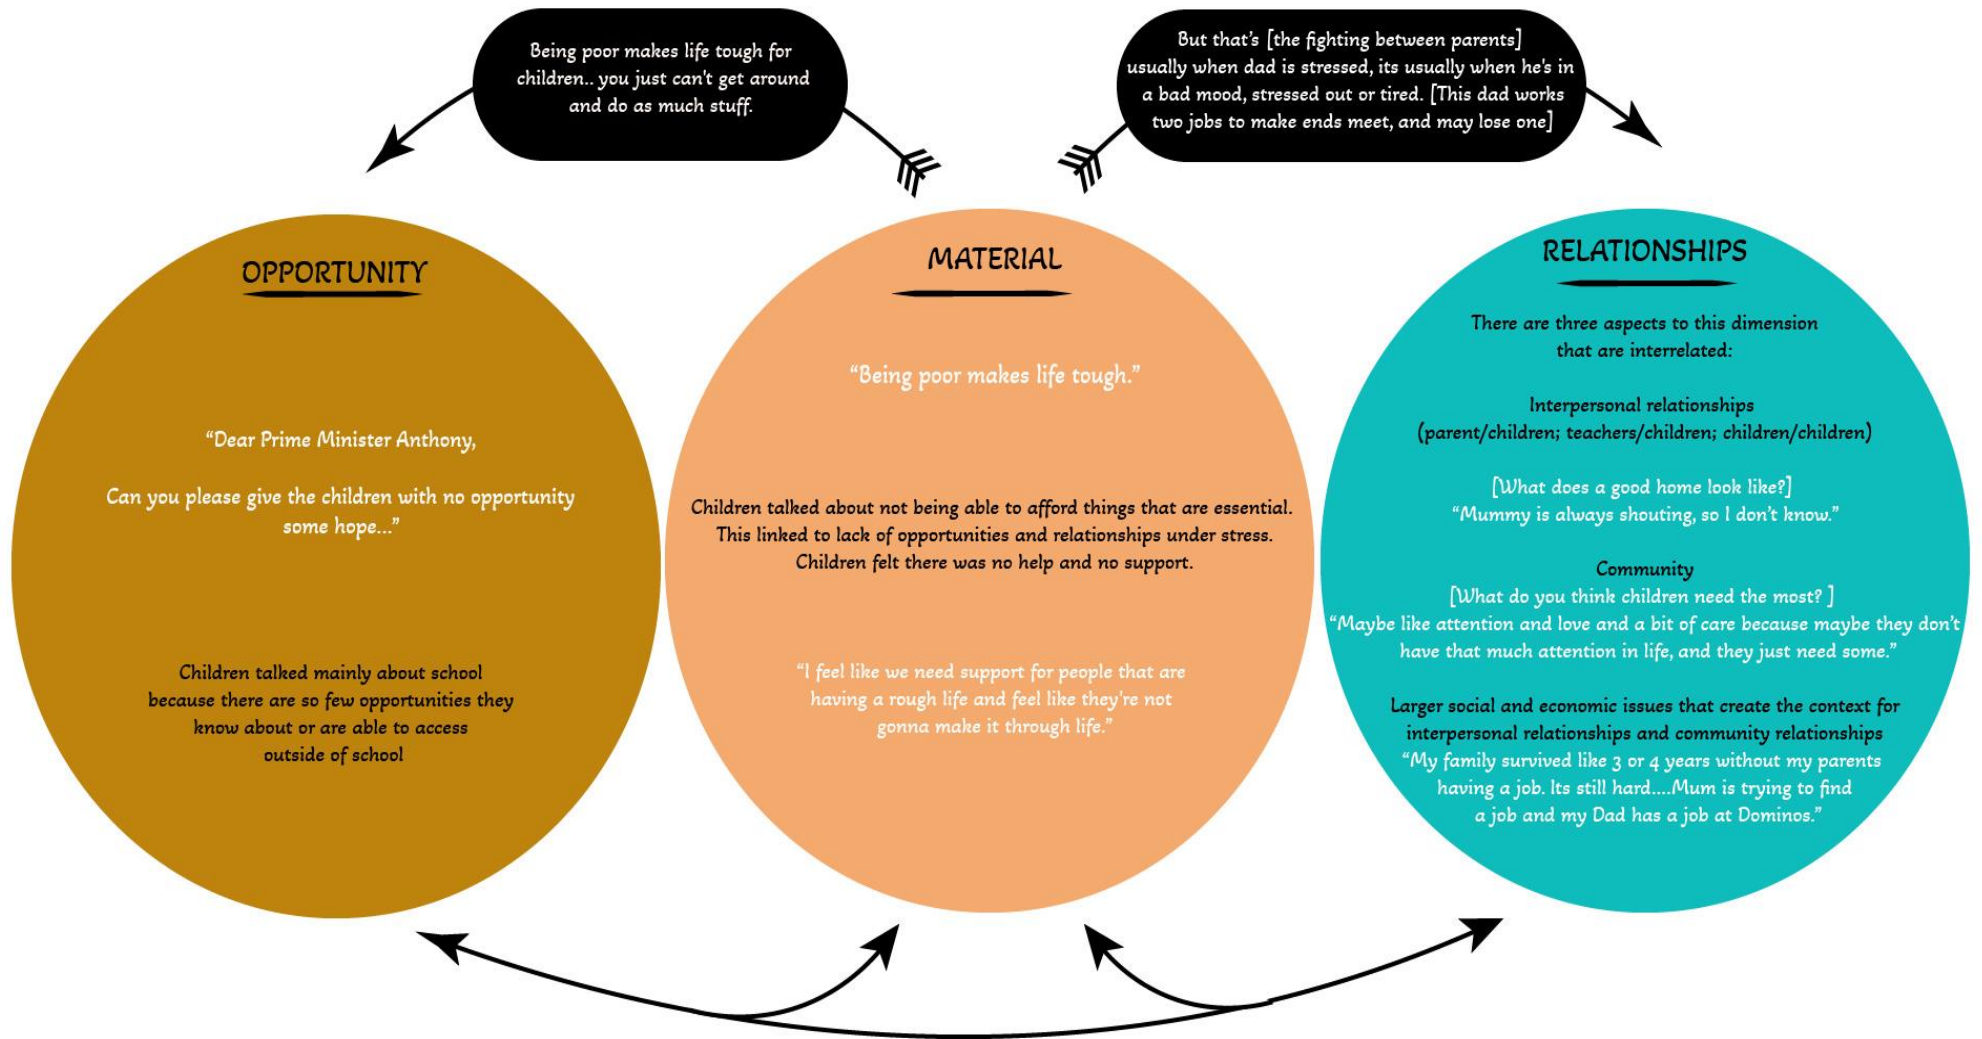 Being poor makes life tough for
children.. you just can't get around
and do as much stuff.
But that's [the fighting between parents]
usually when dad is stressed, its usually when he's in
a bad mood, stressed out or tired. [This dad works
two jobs to make ends meet, and may lose one]
OPPORTUNITY
“Dear Prime Minister Anthony,
Can you please give the children with no opportunity
some hope...”
Children talked mainly about school
because there are so few opportunities they
know about or are able to access
outside of school
MATERIAL
“Being poor makes life tough.”
Children talked about not being able to afford things that are essential.
This linked to lack of opportunities and relationships under stress.
Children felt there was no help and no support.
“I feel like we need support for people that are
having a rough life and feel like they're not
gonna make it through life.”
RELATIONSHIPS
There are three aspects to this dimension
that are interrelated:
Interpersonal relationships
(parent/children; teachers/children; children/children)
[What does a good home look like?]
“Mummy is always shouting, so I don't know.”
Community
[What do you think children need the most? ]
“Maybe like attention and love and a bit of care because maybe they don't
have that much attention in life, and they just need some.”
Larger social and economic issues that create the context for
interpersonal relationships and community relationships
“My family survived like 3 or 4 years without my parents
having a job. Its still hard....Mum is trying to find
a job and my Dad has a job at Dominos.”